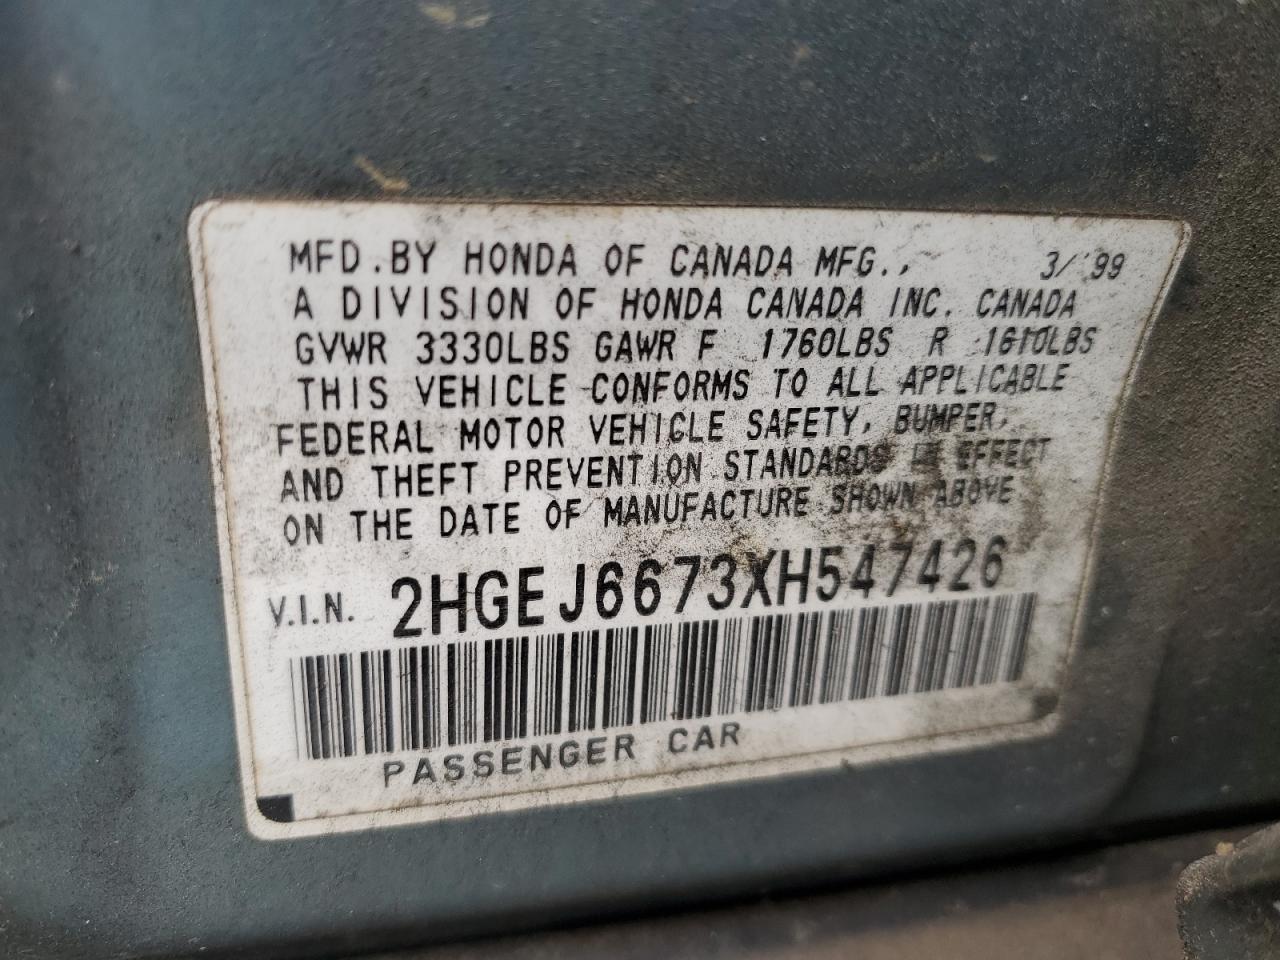 MFD.BY HONDA OF CANADA MFG., 3/'99
A DIVISION OF HONDA CANADA INC. CANADA
GVWR 3330LBS GAWR F 1760LBS R 1610LBS
THIS VEHICLE CONFORMS TO ALL APPLICABLE
FEDERAL MOTOR VEHICLE SAFETY, BUMPER,
AND THEFT PREVENTION STANDARDS IN EFFECT
ON THE DATE OF MANUFACTURE SHOWN ABOVE
V.I.N. 2HGEJ6673XH547426
PASSENGER CAR